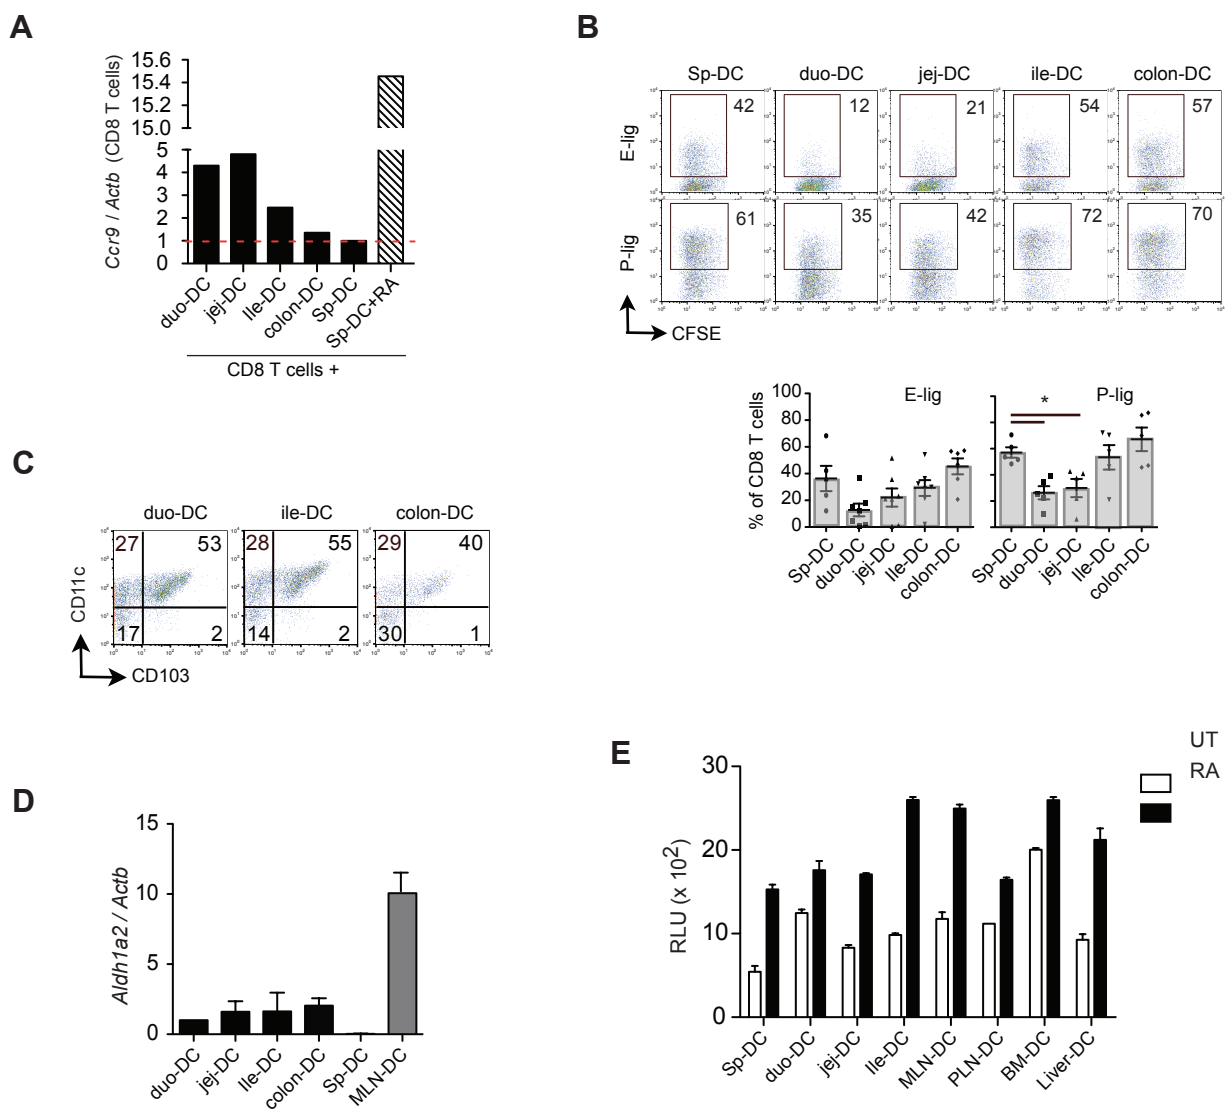 A
Ccr9 / Actb (CD8 T cells)
15.6
15.4
15.2
15.0
5
4
3
2
1
0
duo-DC
jej-DC
Ile-DC
colon-DC
Sp-DC
Sp-DC+RA
CD8 T cells +
B
Sp-DC duo-DC jej-DC ile-DC colon-DC
E-lig
42 12 21 54 57
P-lig
61 35 42 72 70
CFSE
% of CD8 T cells
100
80
60
40
20
0
E-lig
* P-lig
Sp-DC
duo-DC
jej-DC
Ile-DC
colon-DC
Sp-DC
duo-DC
jej-DC
Ile-DC
colon-DC
C
duo-DC ile-DC colon-DC
CD11c
27 53 28 55 29 40
17 2 14 2 30 1
CD103
D
Aldh1a2 / Actb
15
10
5
0
duo-DC
jej-DC
Ile-DC
colon-DC
Sp-DC
MLN-DC
E
UT
RA
RLU (x 10²)
30
20
10
0
Sp-DC
duo-DC
jej-DC
Ile-DC
MLN-DC
PLN-DC
BM-DC
Liver-DC